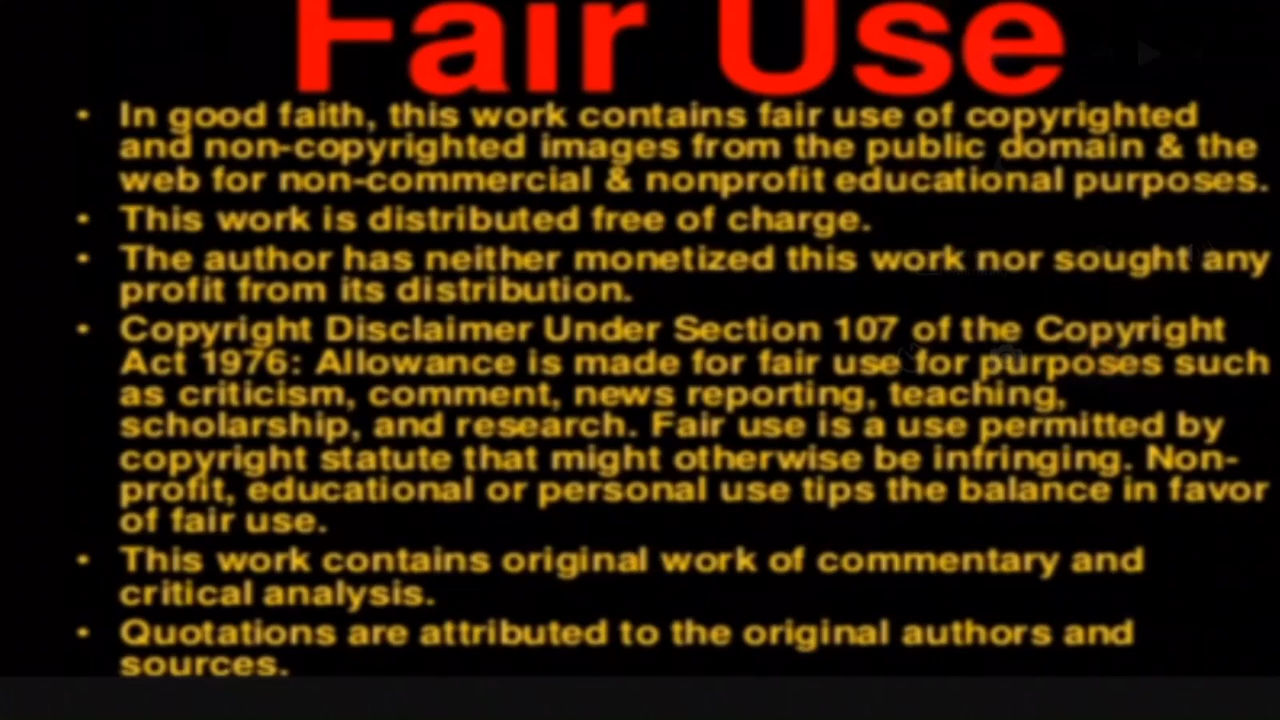 Fair Use
• In good faith, this work contains fair use of copyrighted
and non-copyrighted images from the public domain & the
web for non-commercial & nonprofit educational purposes.
• This work is distributed free of charge.
• The author has neither monetized this work nor sought any
profit from its distribution.
• Copyright Disclaimer Under Section 107 of the Copyright
Act 1976: Allowance is made for fair use for purposes such
as criticism, comment, news reporting, teaching,
scholarship, and research. Fair use is a use permitted by
copyright statute that might otherwise be infringing. Non-
profit, educational or personal use tips the balance in favor
of fair use.
• This work contains original work of commentary and
critical analysis.
• Quotations are attributed to the original authors and
sources.